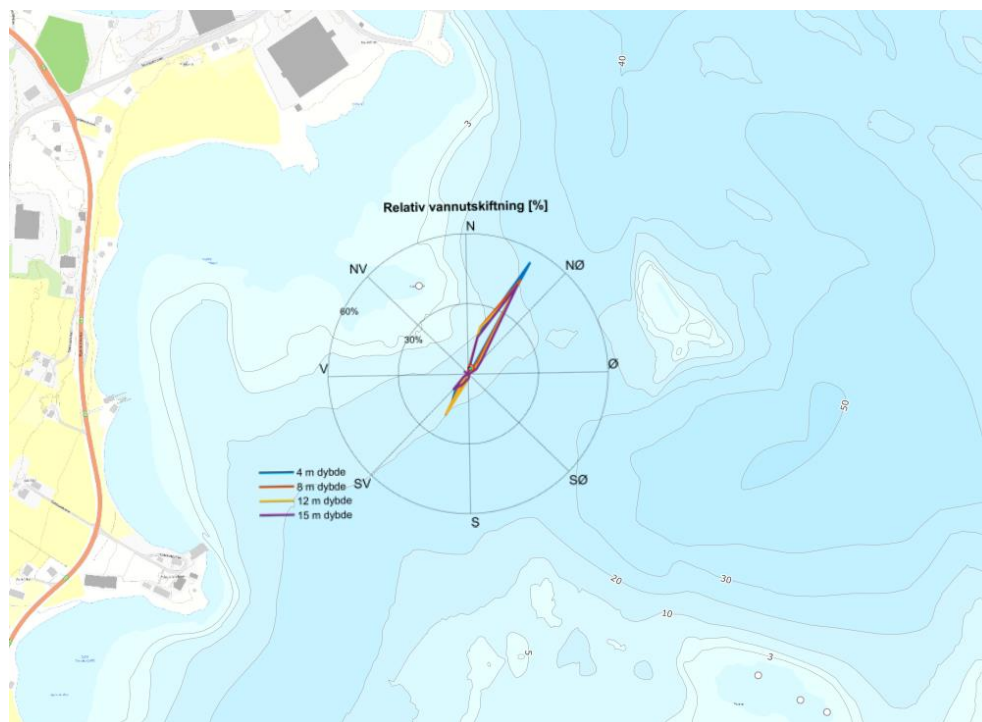 40
3
Relativ vannutskiftning [%]
N
NV
NØ
60%
30%
V
Ø
50
4 m dybde
8 m dybde
12 m dybde
15 m dybde
SV
SØ
S
20
30
10
5
3